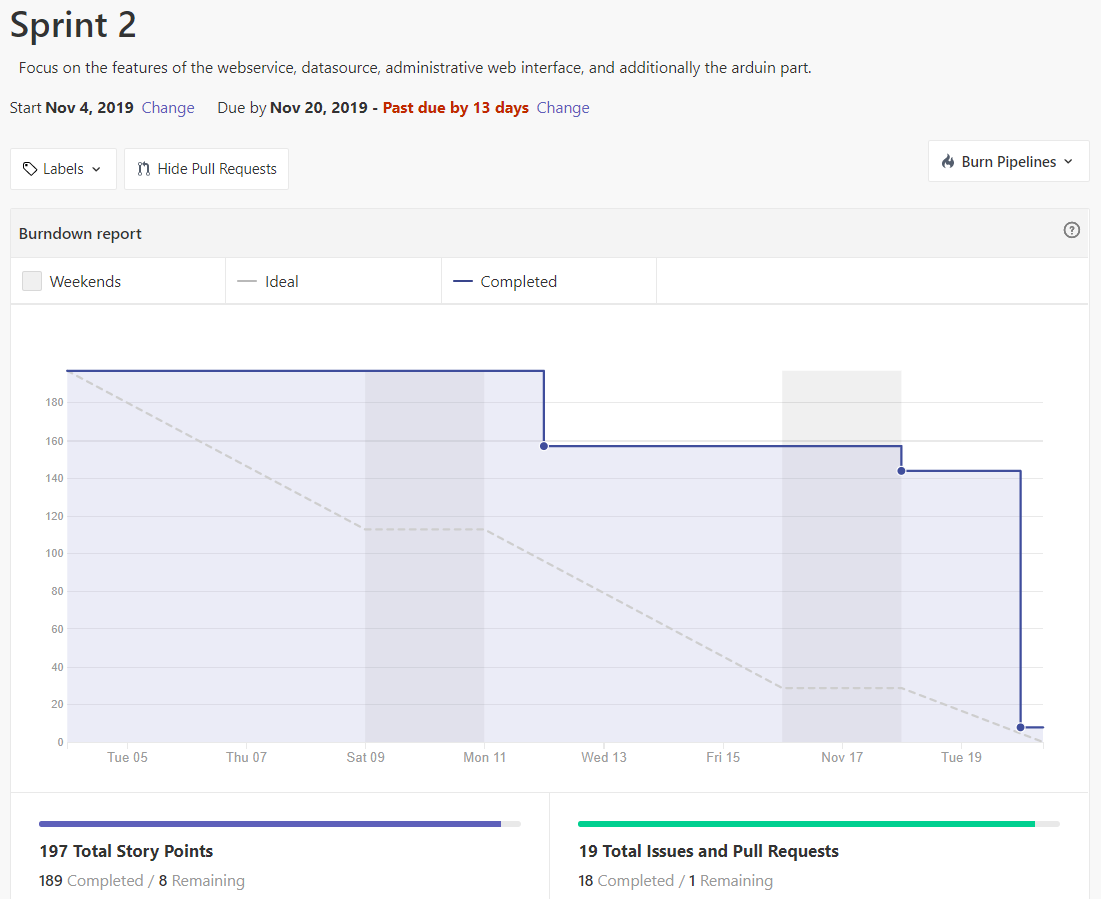 Sprint 2
Focus on the features of the webservice, datasource, administrative web interface, and additionally the arduin part.
Start Nov 4, 2019 Change Due by Nov 20, 2019 - Past due by 13 days Change
Labels Hide Pull Requests Burn Pipelines
Burndown report ?
Weekends Ideal Completed
180
160
140
120
100
80
60
40
20
0
Tue 05 Thu 07 Sat 09 Mon 11 Wed 13 Fri 15 Nov 17 Tue 19
197 Total Story Points 19 Total Issues and Pull Requests
189 Completed / 8 Remaining 18 Completed / 1 Remaining